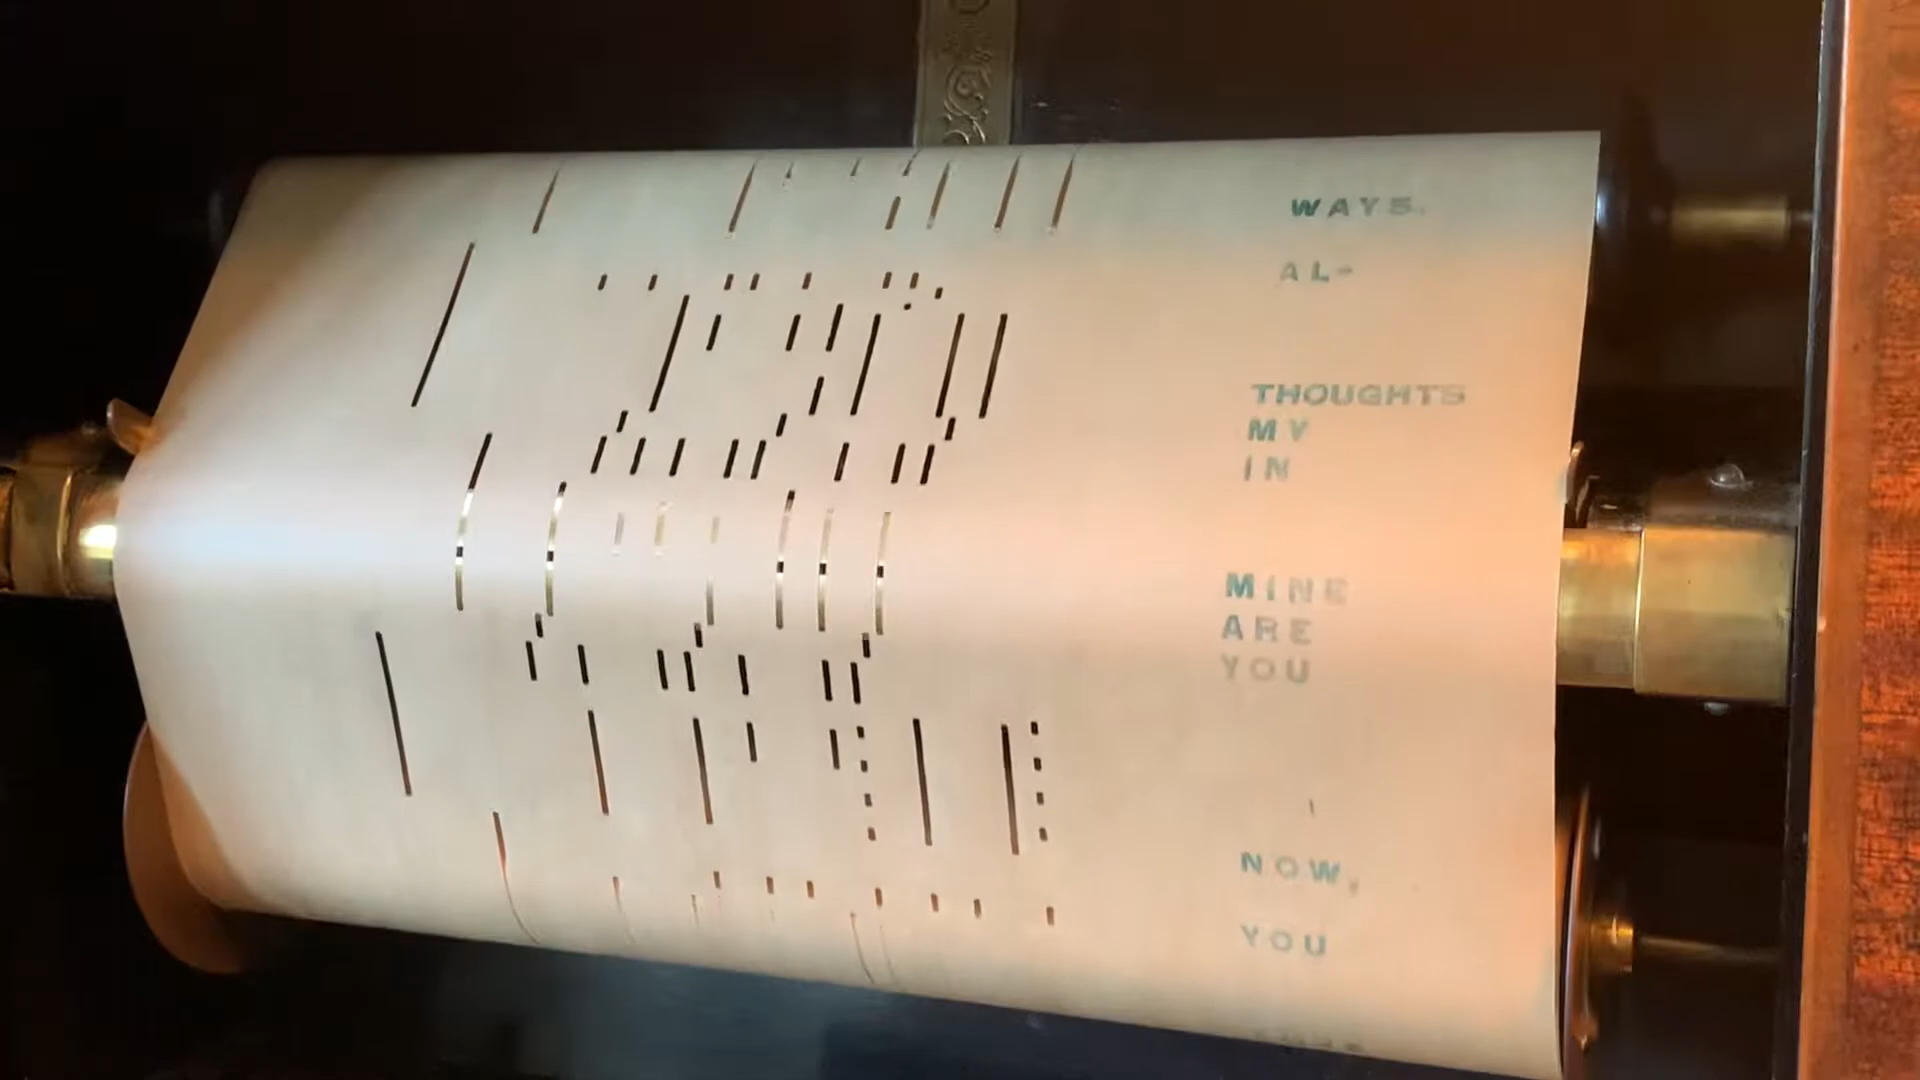 YOU
NOW,
YOU
ARE
MINE
IN
MY
THOUGHTS
AL-
WAYS.